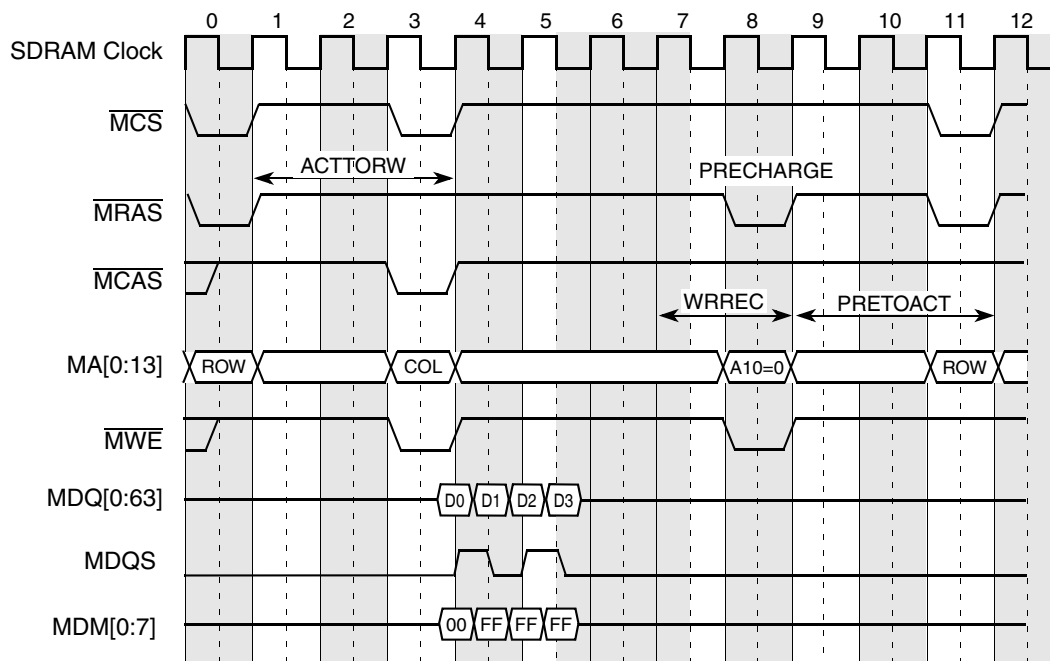 0 1 2 3 4 5 6 7 8 9 10 11 12
SDRAM Clock
MCS
ACTTORW
PRECHARGE
MRAS
MCAS
WRREC
PRETOACT
MA[0:13]
ROW
COL
A10=0
ROW
MWE
MDQ[0:63]
D0 D1 D2 D3
MDQS
MDM[0:7]
00 FF FF FF